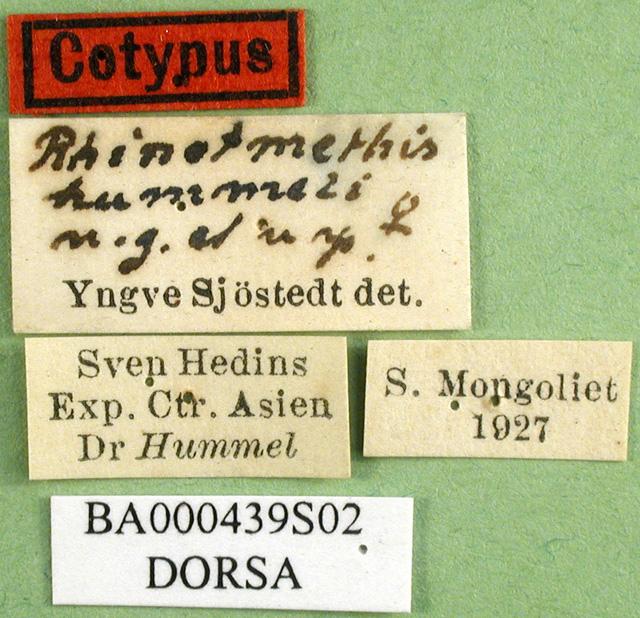 Cotypus
Rhinotmethis
hummeli
n.g. et n sp. ♀
Yngve Sjöstedt det.
Sven Hedins
Exp. Ctr. Asien
Dr Hummel
S. Mongoliet
1927
BA000439S02
DORSA